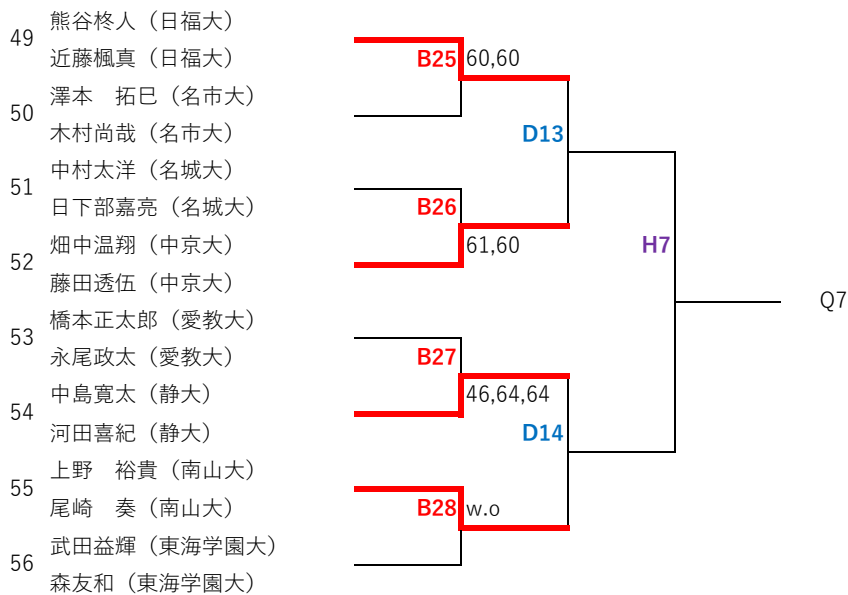 49
熊谷柊人（日福大）
近藤楓真（日福大）
B25 60,60
50
澤本　拓巳（名市大）
木村尚哉（名市大）
D13
51
中村太洋（名城大）
日下部嘉亮（名城大）
B26
52
畑中温翔（中京大）
藤田透伍（中京大）
61,60
H7
Q7
53
橋本正太郎（愛教大）
永尾政太（愛教大）
B27
54
中島寛太（静大）
河田喜紀（静大）
46,64,64
D14
55
上野　裕貴（南山大）
尾崎　奏（南山大）
B28 w.o
56
武田益輝（東海学園大）
森友和（東海学園大）